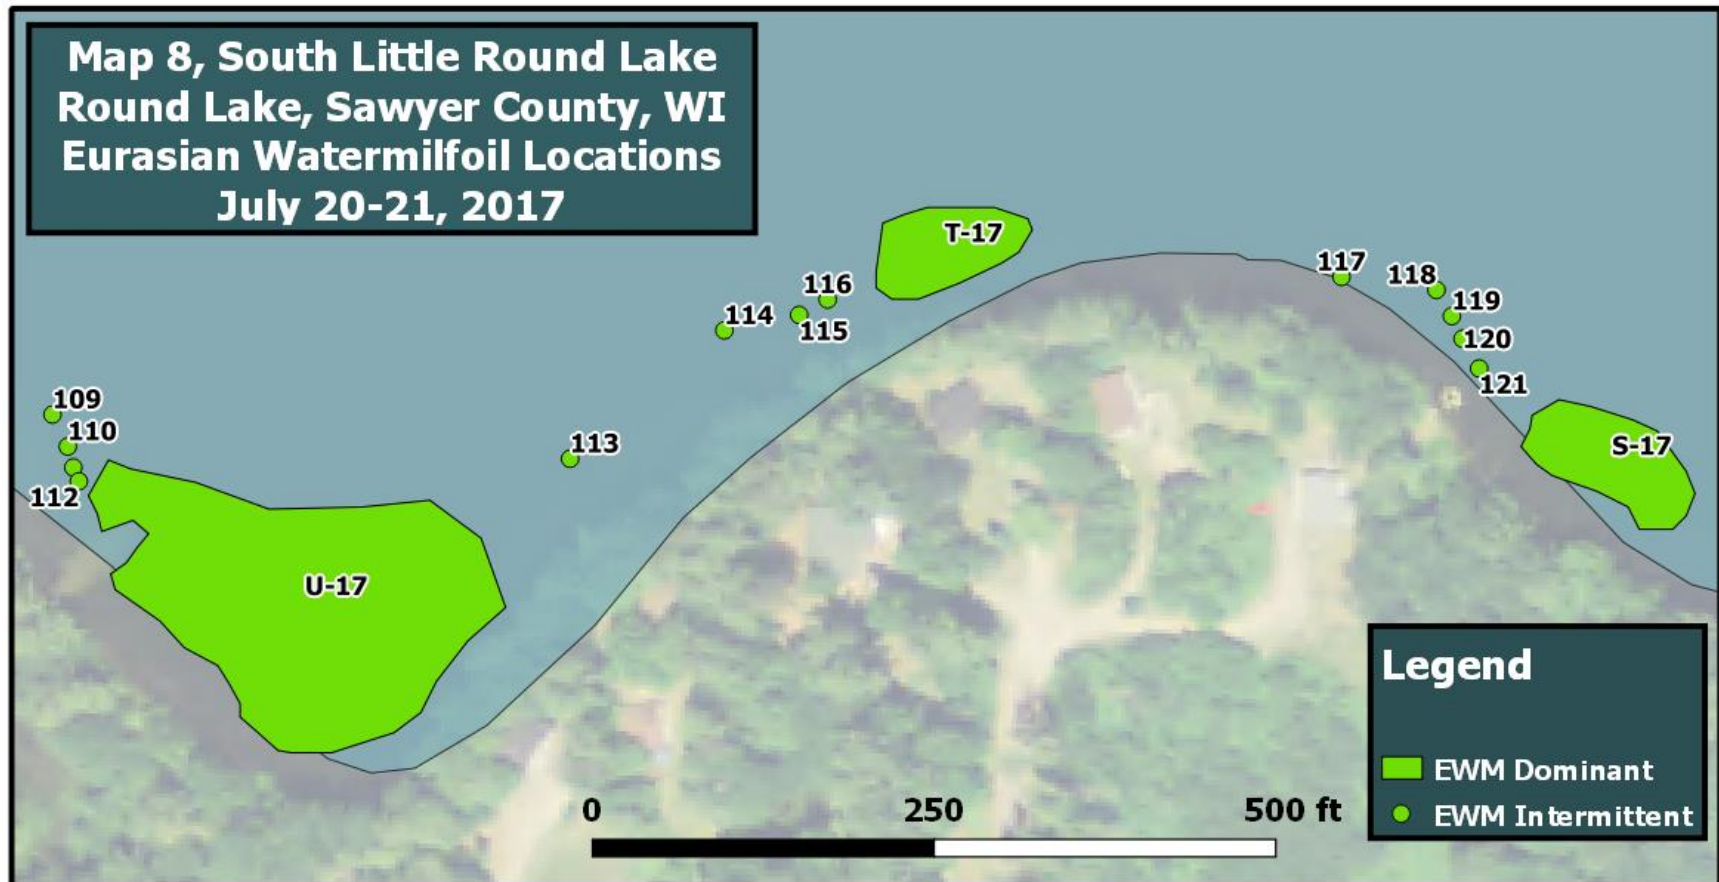 Map 8, South Little Round Lake
Round Lake, Sawyer County, WI
Eurasian Watermilfoil Locations
July 20-21, 2017
T-17
117
118
116
119
114
115
120
121
109
110
113
S-17
112
U-17
Legend
EWM Dominant
EWM Intermittent
0 250 500 ft